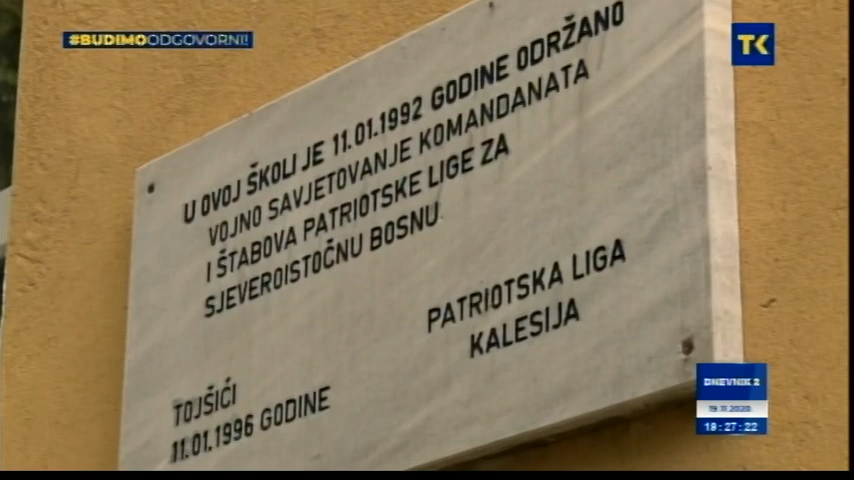 #BUDIMOODGOVORNI!
TK
U OVOJ ŠKOLI JE 11.01.1992 GODINE ODRŽANO
VOJNO SAVJETOVANJE KOMANDANATA
I ŠTABOVA PATRIOTSKE LIGE ZA
SJEVEROISTOČNU BOSNU
PATRIOTSKA LIGA
KALESIJA
TOJŠIĆI
11.01.1996 GODINE
DNEVNIK 2
19.11.2020
18:27:22